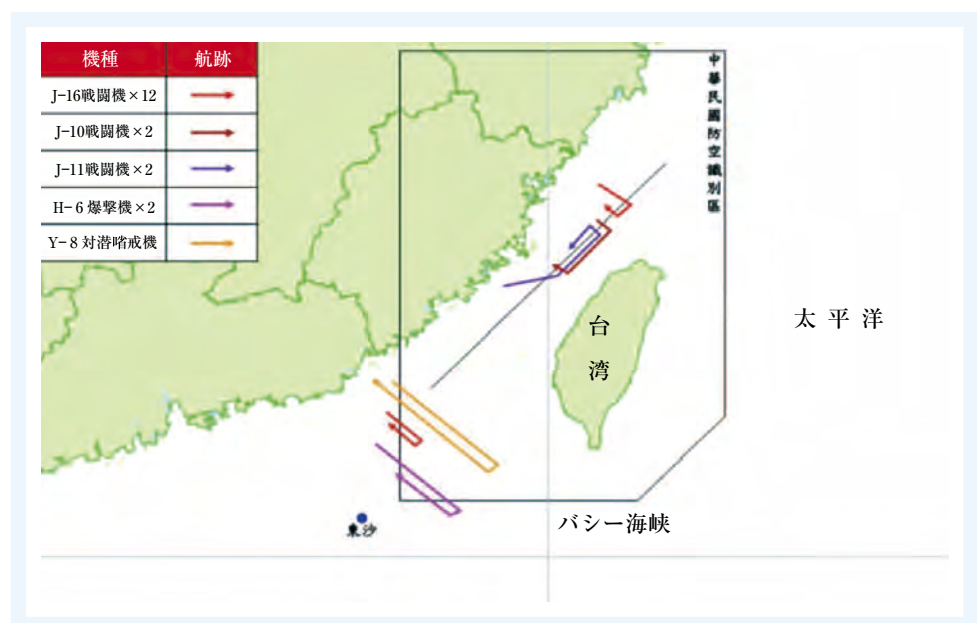 機種 航跡
J-16戦闘機×12
J-10戦闘機×2
J-11戦闘機×2
H-6爆撃機×2
Y-8対潜哨戒機
中華民國防空識別區
台湾
太平洋
バシー海峡
東沙